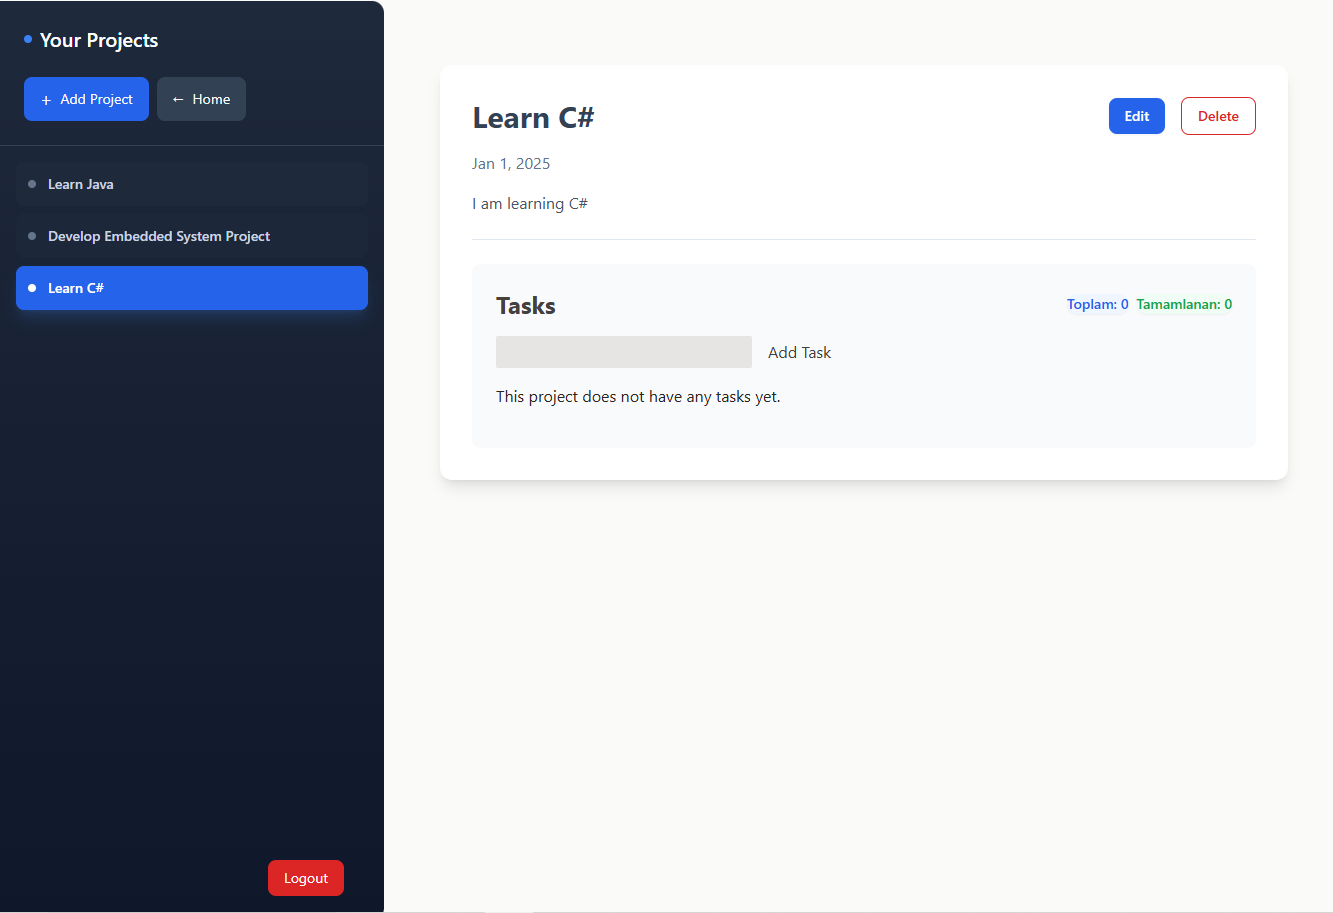 Your Projects
+ Add Project
← Home
Learn Java
Develop Embedded System Project
Learn C#
Logout
Learn C#
Edit
Delete
Jan 1, 2025
I am learning C#
Tasks
Toplam: 0 Tamamlanan: 0
Add Task
This project does not have any tasks yet.